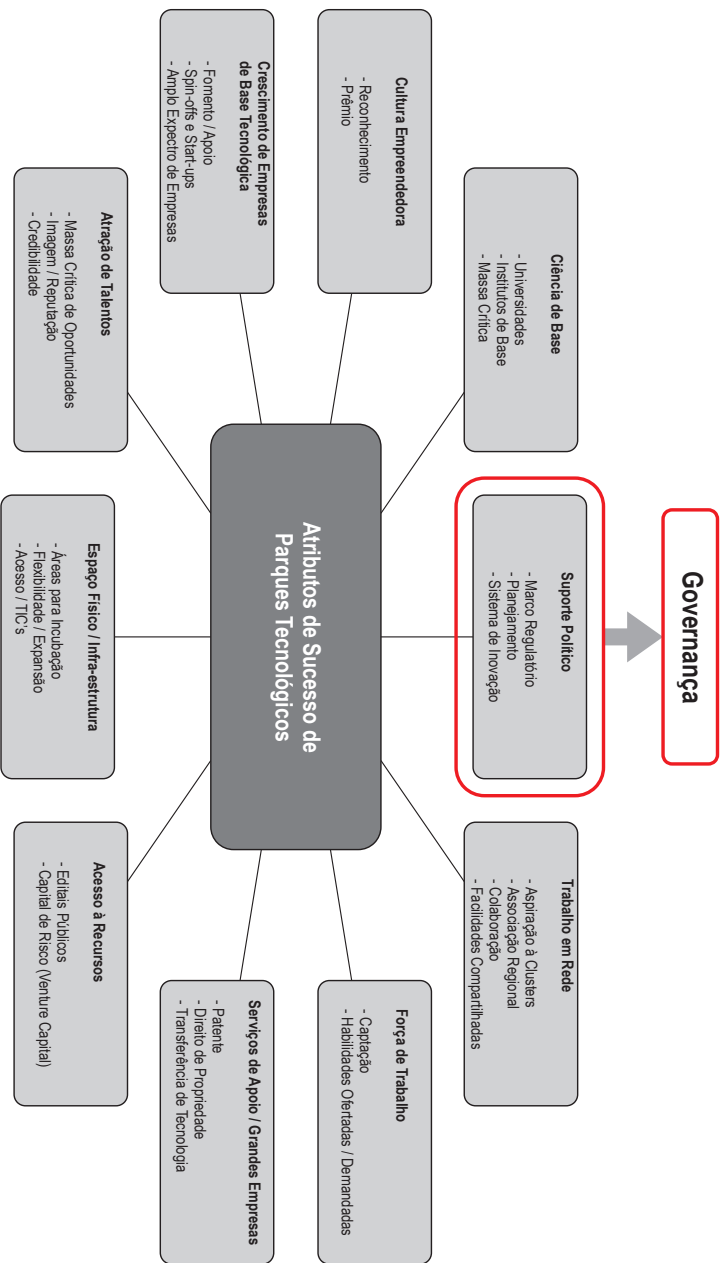 Governança
Ciência de Base
- Universidades
- Institutos de Base
- Massa Crítica
Suporte Político
- Marco Regulatório
- Planejamento
- Sistema de Inovação
Trabalho em Rede
- Aspiração à Clusters
- Associação Regional
- Colaboração
- Facilidades Compartilhadas
Cultura Empreendedora
- Reconhecimento
- Prêmio
Força de Trabalho
- Captação
- Habilidades Ofertadas / Demandadas
Atributos de Sucesso de
Parques Tecnológicos
Crescimento de Empresas
de Base Tecnológica
- Fomento / Apoio
- Spin-offs e Start-ups
- Amplo Expectro de Empresas
Serviços de Apoio / Grandes Empresas
- Patente
- Direito de Propriedade
- Transferência de Tecnologia
Atração de Talentos
- Massa Crítica de Oportunidades
- Imagem / Reputação
- Credibilidade
Espaço Físico / Infra-estrutura
- Áreas para Incubação
- Flexibilidade / Expansão
- Acesso / TIC's
Acesso à Recursos
- Editais Públicos
- Capital de Risco (Venture Capital)